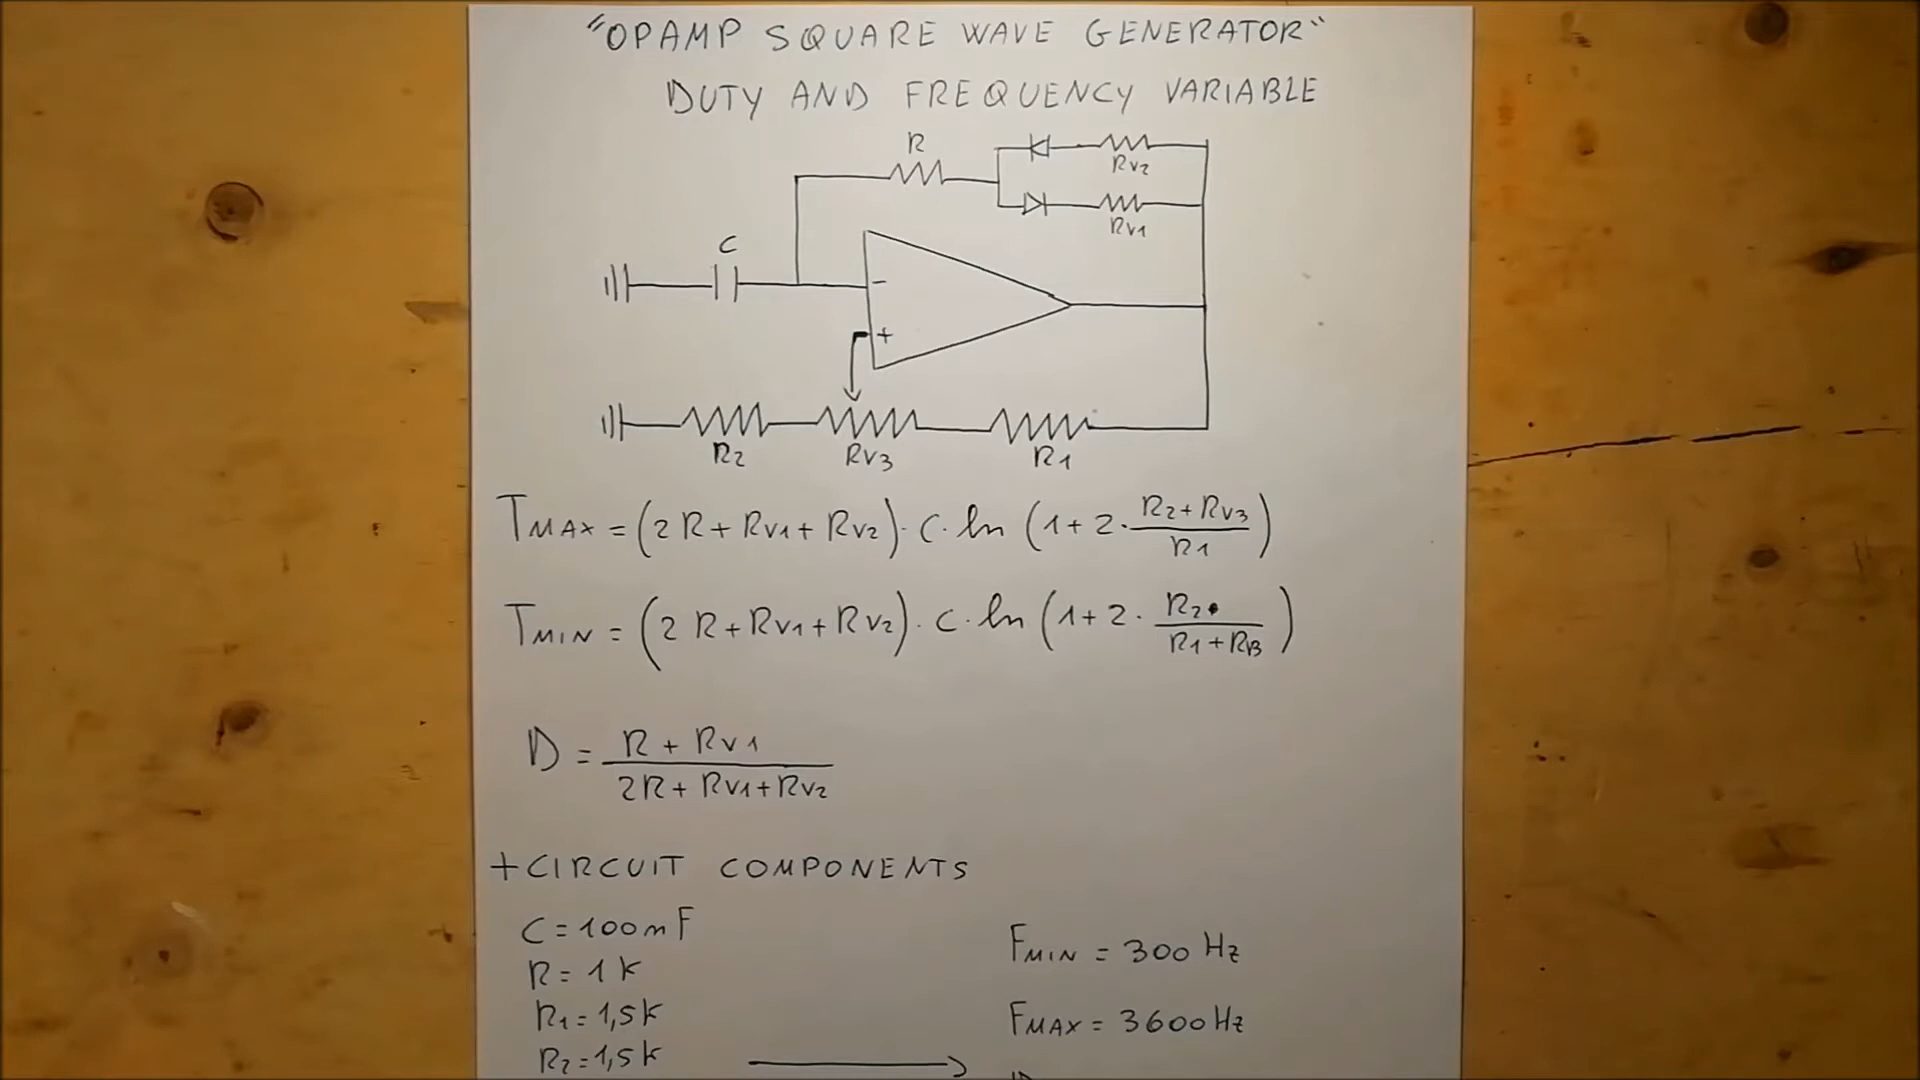 "OPAMP SQUARE WAVE GENERATOR"
DUTY AND FREQUENCY VARIABLE
R
RV2
RV1
C
-
+
R2 RV3 R1
TMAX = (2R + RV1 + RV2) · C · ln (1 + 2 · (R2 + RV3) / R1)
TMIN = (2R + RV1 + RV2) · C · ln (1 + 2 · R2 / (R1 + RV3))
D = (R + RV1) / (2R + RV1 + RV2)
+ CIRCUIT COMPONENTS
C = 100nF
R = 1K
R1 = 1,5K
R2 = 1,5K
FMIN = 300 Hz
FMAX = 3600 Hz